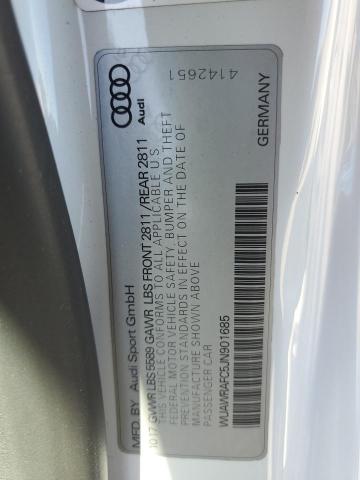 MFD. BY Audi Sport GmbH
10 17 GVWR LBS 5589 GAWR LBS FRONT 2811 /REAR 2811
CONFORMS TO ALL APPLICABLE U.S.
FEDERAL MOTOR VEHICLE SAFETY, BUMPER AND THEFT
PREVENTION STANDARDS IN EFFECT ON THE DATE OF
MANUFACTURE SHOWN ABOVE
PASSENGER CAR
WUAWRAFC5JN901685
Audi
4142651
GERMANY